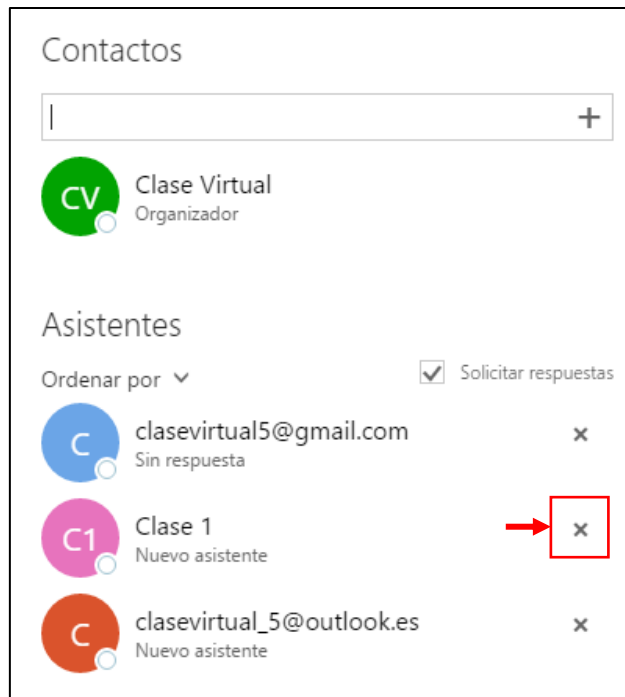 Contactos
CV
Clase Virtual
Organizador
Asistentes
Ordenar por
Solicitar respuestas
C
clasevirtual5@gmail.com
Sin respuesta
C1
Clase 1
Nuevo asistente
C
clasevirtual_5@outlook.es
Nuevo asistente